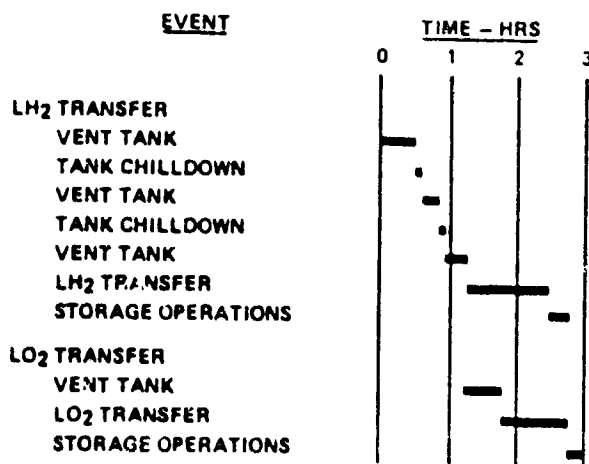 EVENT TIME – HRS
0 1 2 3
LH2 TRANSFER
VENT TANK
TANK CHILLDOWN
VENT TANK
TANK CHILLDOWN
VENT TANK
LH2 TRANSFER
STORAGE OPERATIONS
LO2 TRANSFER
VENT TANK
LO2 TRANSFER
STORAGE OPERATIONS